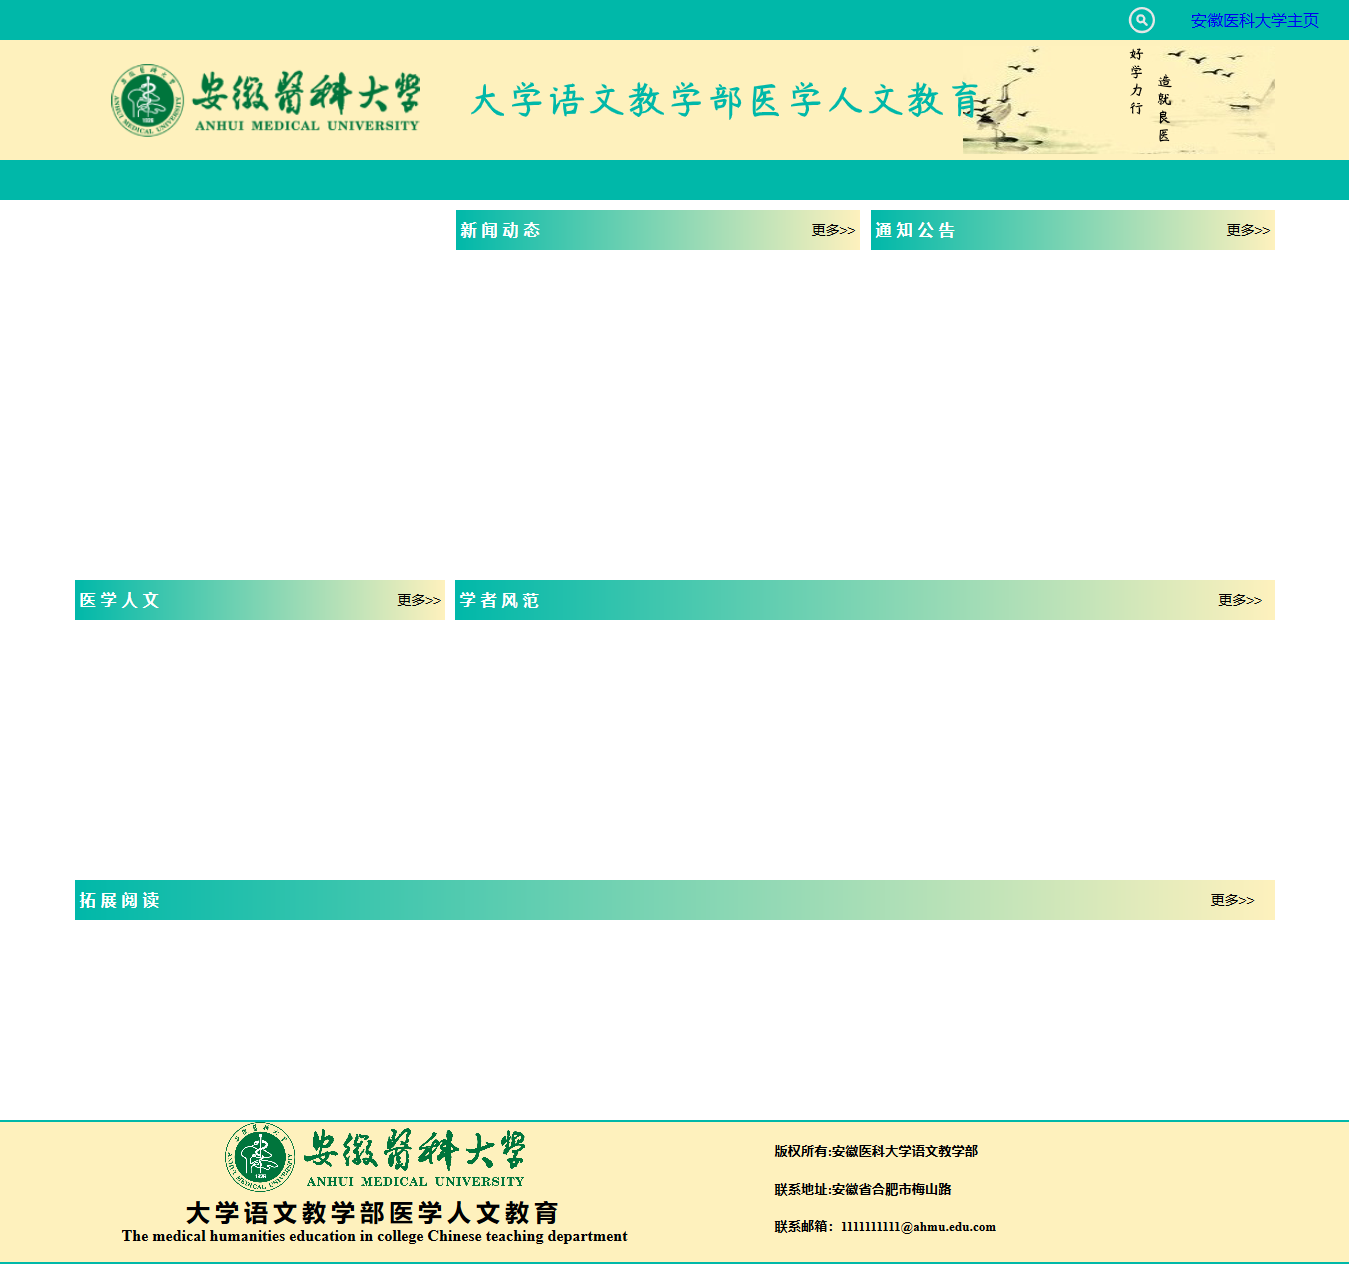 安徽医科大学主页
安徽醫科大学
ANHUI MEDICAL UNIVERSITY
大学语文教学部医学人文教育
好学力行
造就良医
新闻动态 更多>>
通知公告 更多>>
医学人文 更多>>
学者风范 更多>>
拓展阅读 更多>>
安徽醫科大学
ANHUI MEDICAL UNIVERSITY
大学语文教学部医学人文教育
The medical humanities education in college Chinese teaching department
版权所有:安徽医科大学语文教学部
联系地址:安徽省合肥市梅山路
联系邮箱：1111111111@ahmu.edu.com